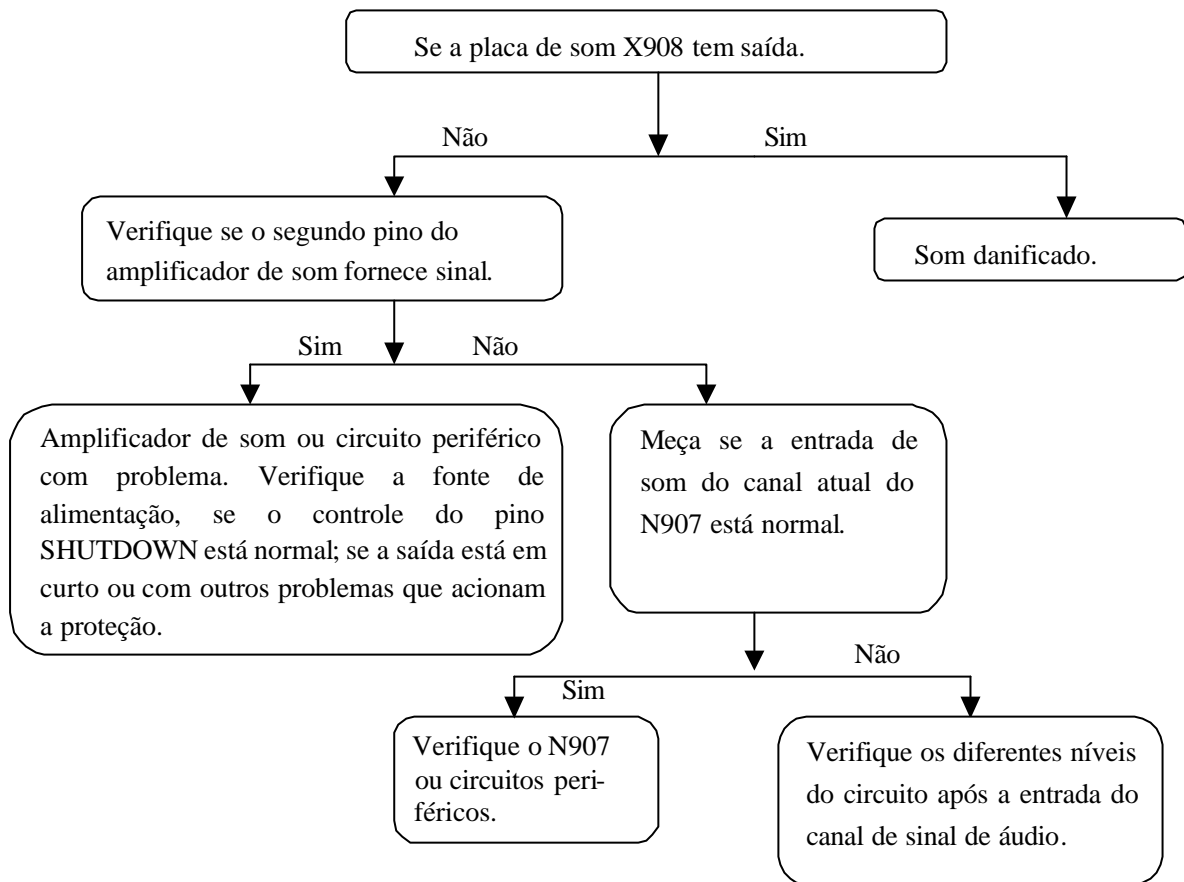 Se a placa de som X908 tem saída.
Não
Sim
Verifique se o segundo pino do
amplificador de som fornece sinal.
Som danificado.
Sim
Não
Amplificador de som ou circuito periférico
com problema. Verifique a fonte de
alimentação, se o controle do pino
SHUTDOWN está normal; se a saída está em
curto ou com outros problemas que acionam
a proteção.
Meça se a entrada de
som do canal atual do
N907 está normal.
Não
Sim
Verifique o N907
ou circuitos peri-
féricos.
Verifique os diferentes níveis
do circuito após a entrada do
canal de sinal de áudio.